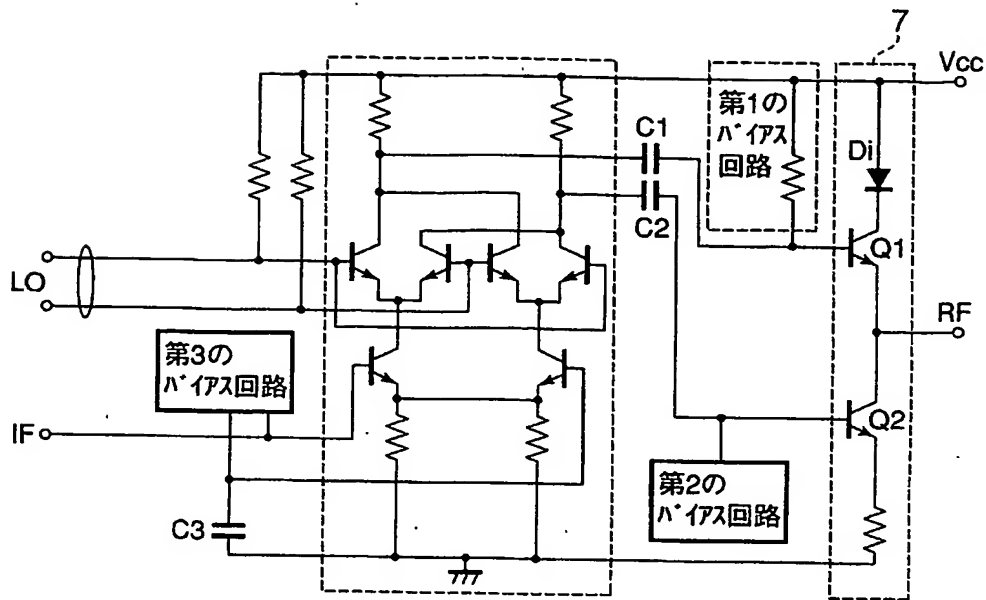 7
Vcc
第1の
ﾊﾞｲｱｽ
回路
C1
C2
Di
Q1
LO
RF
第3の
ﾊﾞｲｱｽ回路
IF
Q2
第2の
ﾊﾞｲｱｽ回路
C3